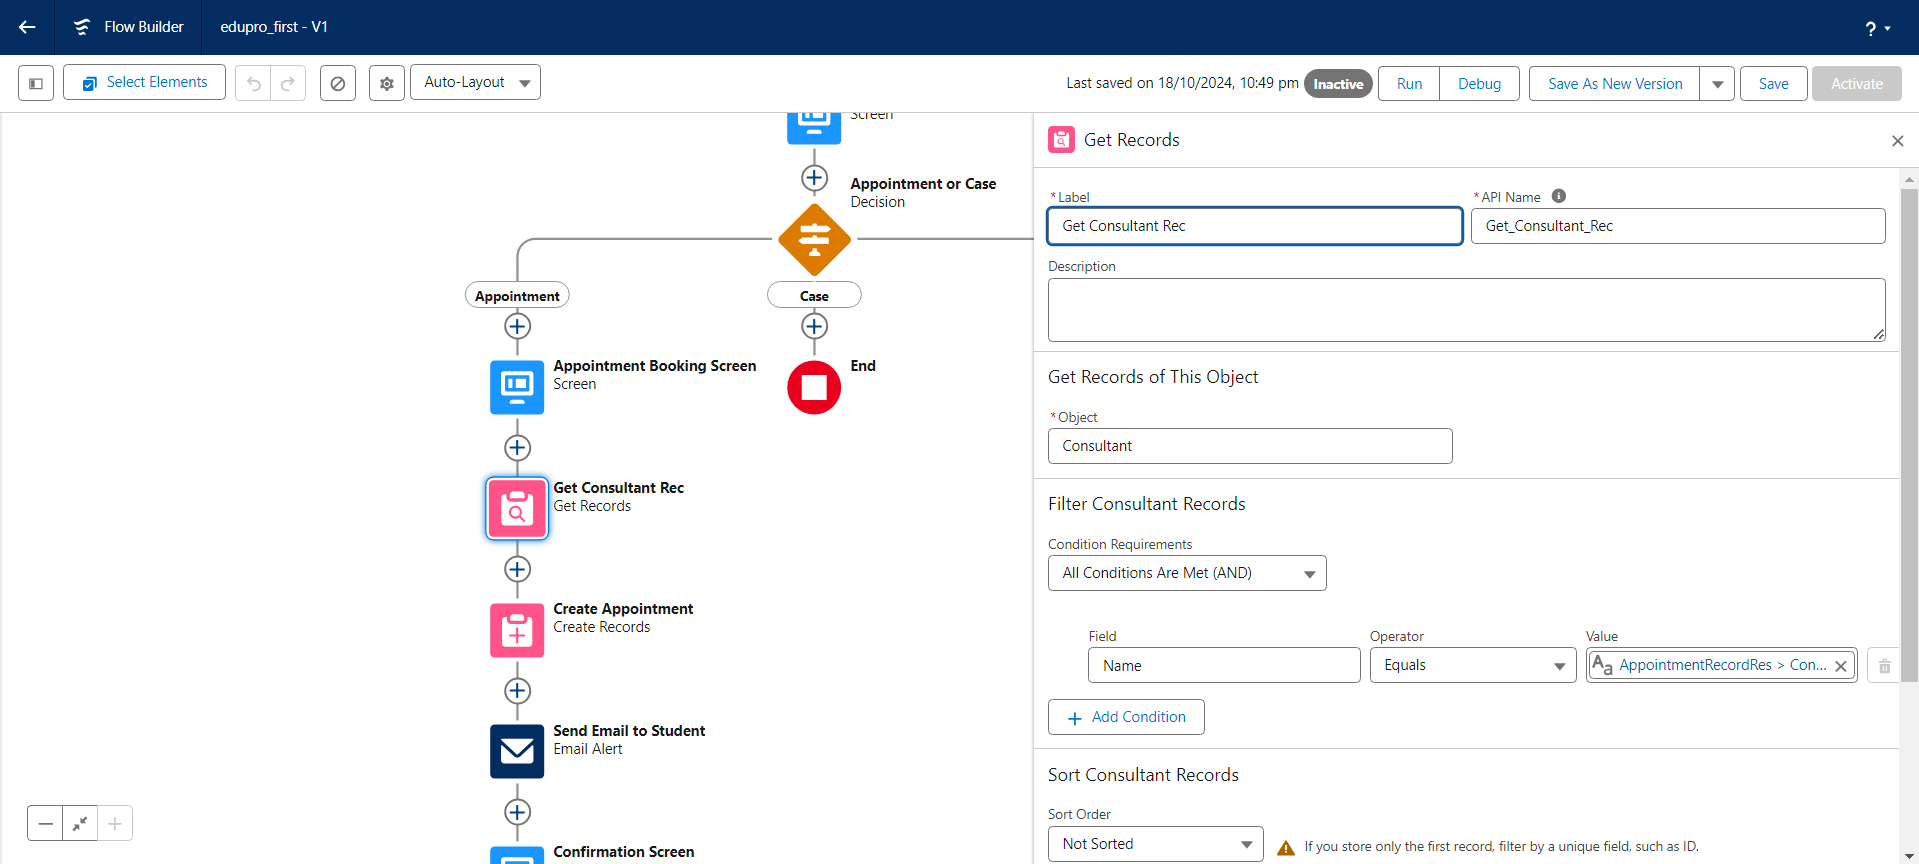 Flow Builder
edupro_first - V1
?
Select Elements
Auto-Layout
Last saved on 18/10/2024, 10:49 pm
Inactive
Run
Debug
Save As New Version
Save
Activate
Screen
Appointment or Case
Decision
Appointment
Case
Appointment Booking Screen
Screen
End
Get Consultant Rec
Get Records
Create Appointment
Create Records
Send Email to Student
Email Alert
Confirmation Screen
Get Records
* Label
* API Name
Get Consultant Rec
Get_Consultant_Rec
Description
Get Records of This Object
* Object
Consultant
Filter Consultant Records
Condition Requirements
All Conditions Are Met (AND)
Field
Operator
Value
Name
Equals
Aa AppointmentRecordRes > Con...
+ Add Condition
Sort Consultant Records
Sort Order
Not Sorted
If you store only the first record, filter by a unique field, such as ID.